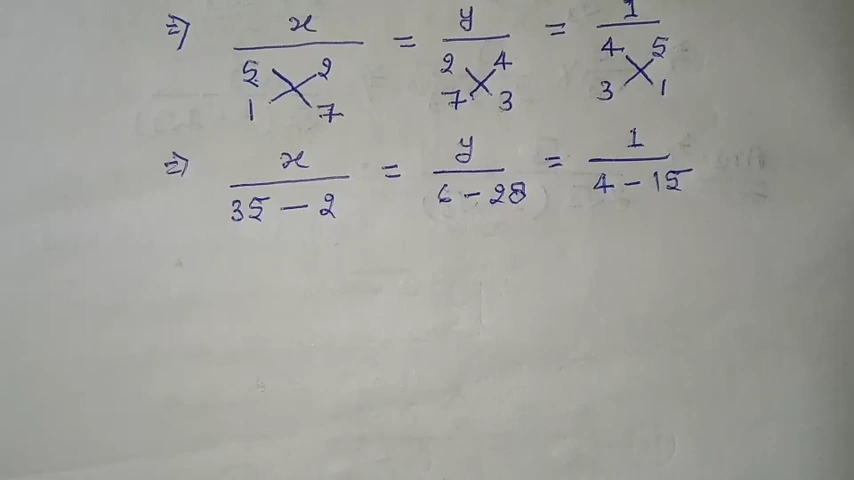 ⇒ x/(5 2 1 7) = y/(2 4 7 3) = 1/(4 5 3 1)
⇒ x/(35 - 2) = y/(6 - 28) = 1/(4 - 15)